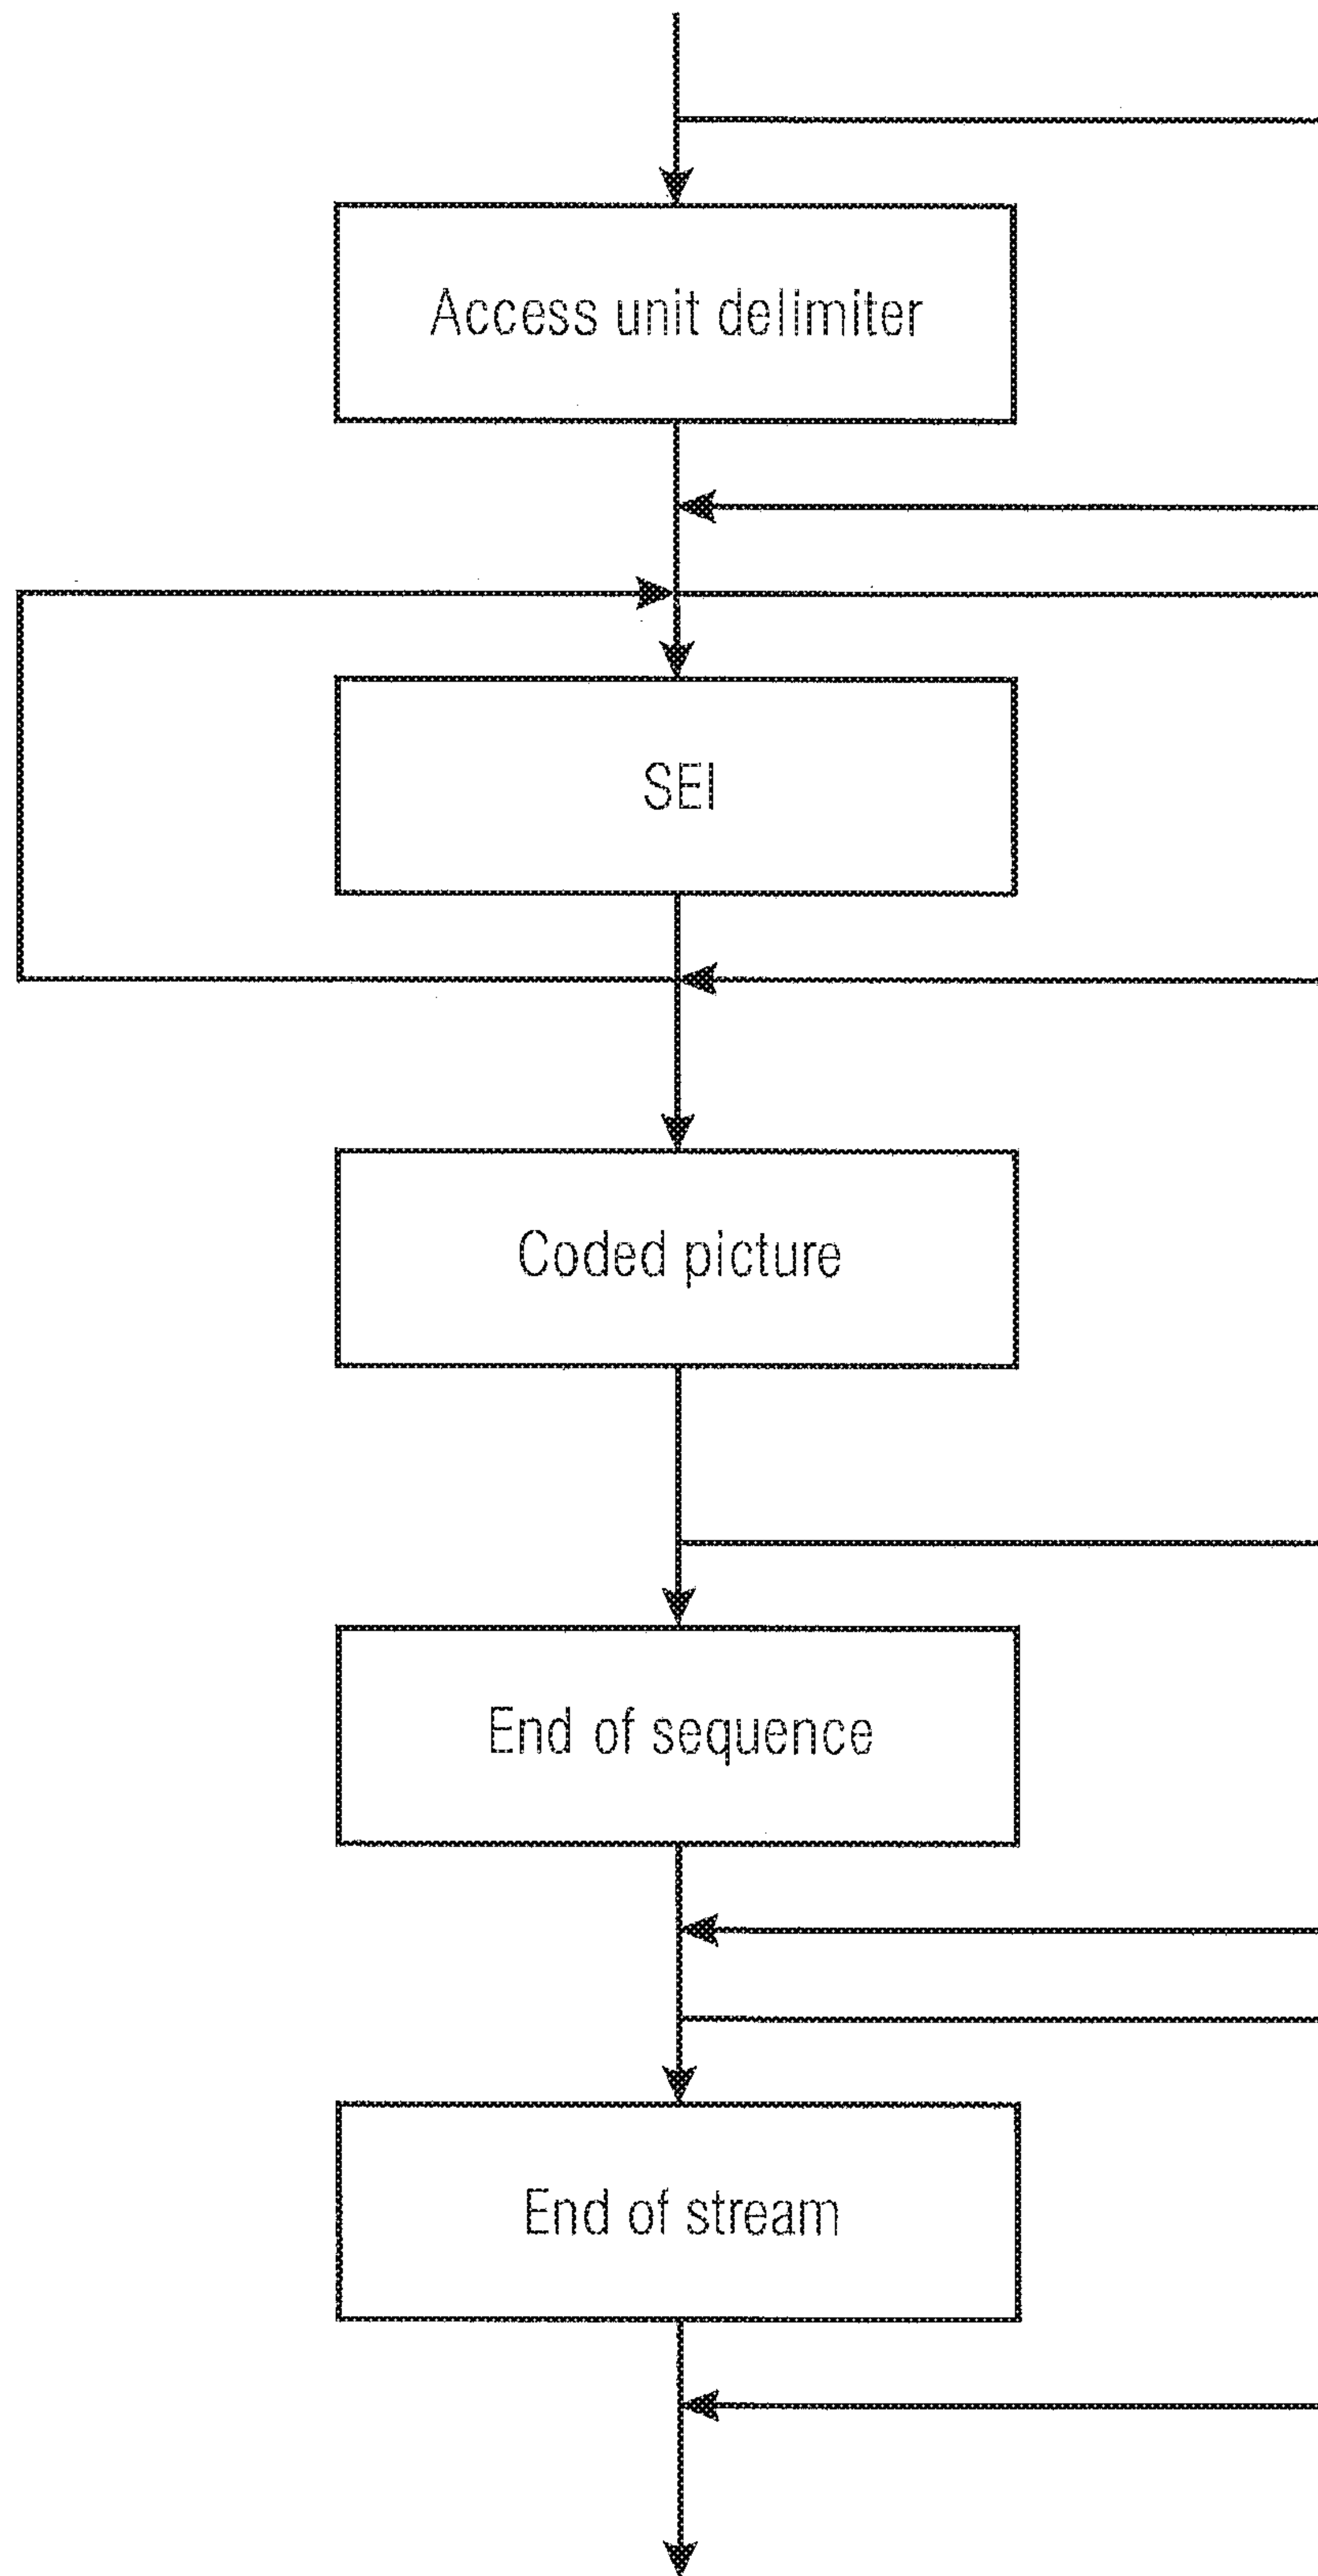 Access unit delimiter
SEI
Coded picture
End of sequence
End of stream